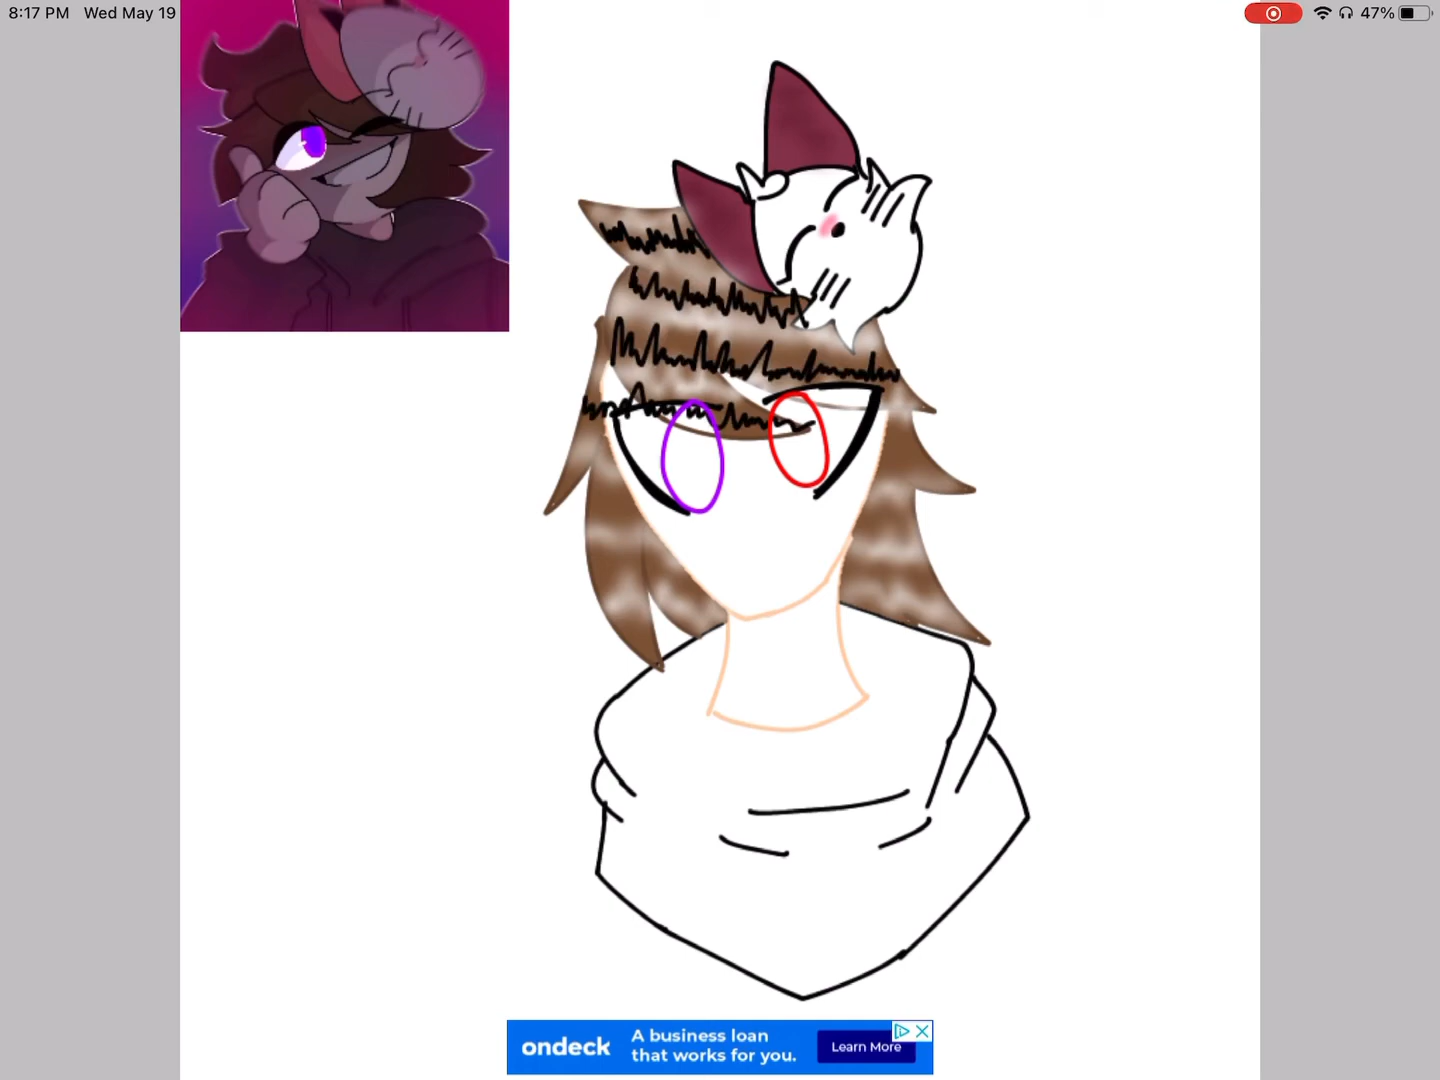 8:17 PM Wed May 19
47%
ondeck
A business loan
that works for you.
Learn More